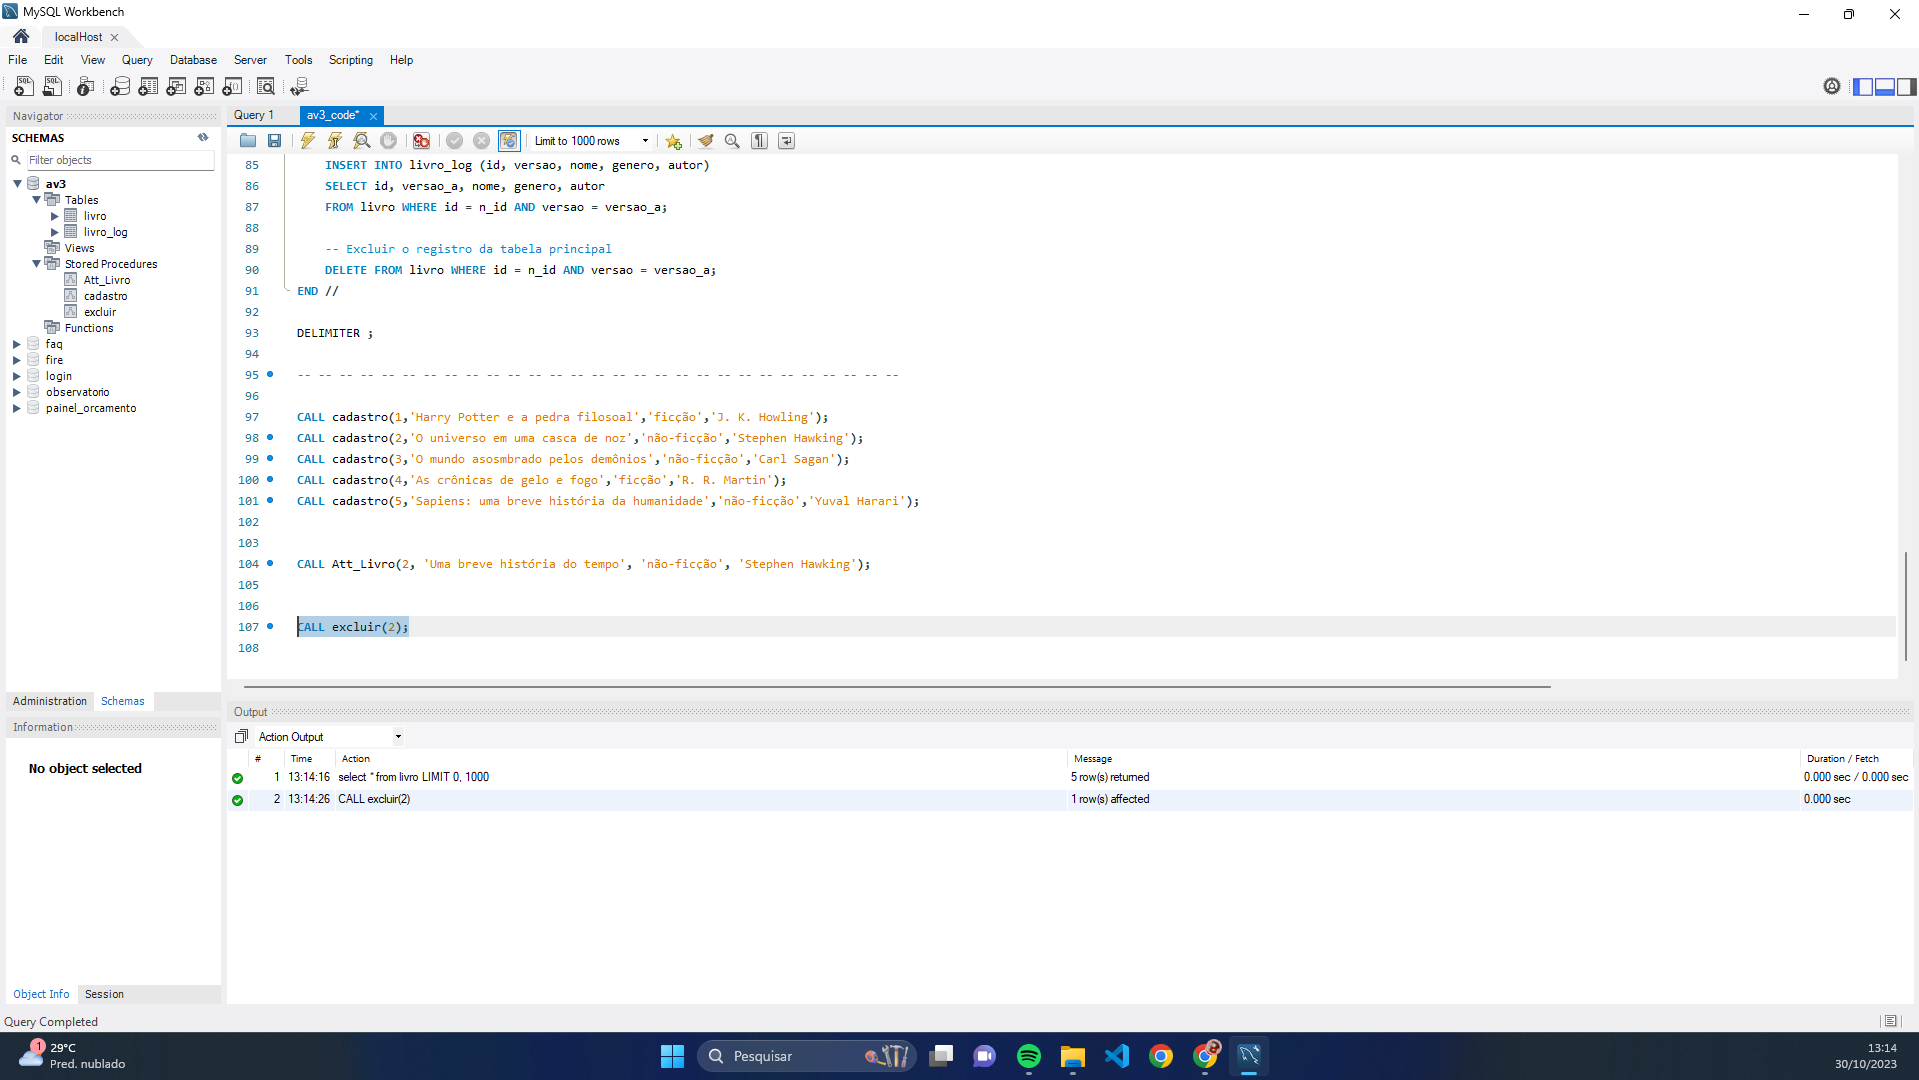 MySQL Workbench
localHost
File Edit View Query Database Server Tools Scripting Help
Navigator
SCHEMAS
Filter objects
av3
Tables
livro
livro_log
Views
Stored Procedures
Att_Livro
cadastro
excluir
Functions
faq
fire
login
observatorio
painel_orcamento
Administration Schemas
Information
No object selected
Object Info Session
Query 1 av3_code*
Limit to 1000 rows
85 INSERT INTO livro_log (id, versao, nome, genero, autor)
86 SELECT id, versao_a, nome, genero, autor
87 FROM livro WHERE id = n_id AND versao = versao_a;
88
89 -- Excluir o registro da tabela principal
90 DELETE FROM livro WHERE id = n_id AND versao = versao_a;
91 END //
92
93 DELIMITER ;
94
95 -- -- -- -- -- -- -- -- -- -- -- -- -- -- -- -- -- -- -- -- -- -- -- -- -- -- -- -- --
96
97 CALL cadastro(1,'Harry Potter e a pedra filosoal','ficção','J. K. Howling');
98 CALL cadastro(2,'O universo em uma casca de noz','não-ficção','Stephen Hawking');
99 CALL cadastro(3,'O mundo asosmbrado pelos demônios','não-ficção','Carl Sagan');
100 CALL cadastro(4,'As crônicas de gelo e fogo','ficção','R. R. Martin');
101 CALL cadastro(5,'Sapiens: uma breve história da humanidade','não-ficção','Yuval Harari');
102
103
104 CALL Att_Livro(2, 'Uma breve história do tempo', 'não-ficção', 'Stephen Hawking');
105
106
107 CALL excluir(2);
108
Output
Action Output
# Time Action Message Duration / Fetch
1 13:14:16 select * from livro LIMIT 0, 1000 5 row(s) returned 0.000 sec / 0.000 sec
2 13:14:26 CALL excluir(2) 1 row(s) affected 0.000 sec
Query Completed
1
29°C
Pred. nublado
Pesquisar
13:14
30/10/2023